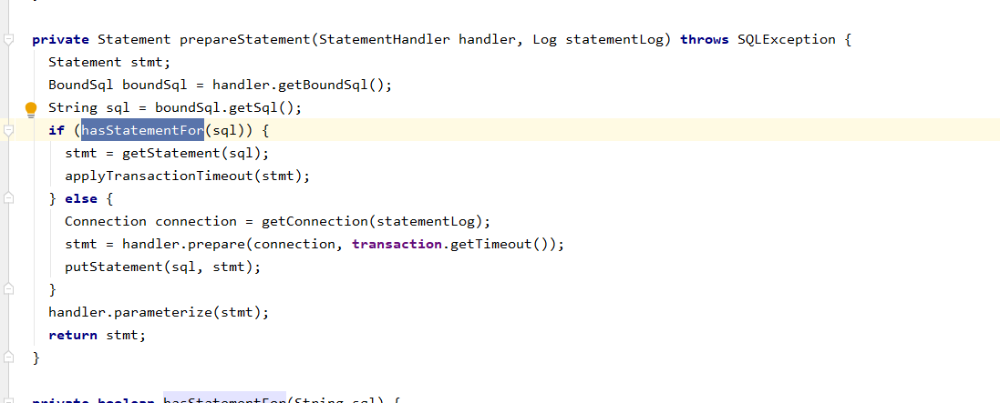 private Statement prepareStatement(StatementHandler handler, Log statementLog) throws SQLException {
Statement stmt;
BoundSql boundSql = handler.getBoundSql();
String sql = boundSql.getSql();
if (hasStatementFor(sql)) {
stmt = getStatement(sql);
applyTransactionTimeout(stmt);
} else {
Connection connection = getConnection(statementLog);
stmt = handler.prepare(connection, transaction.getTimeout());
putStatement(sql, stmt);
}
handler.parameterize(stmt);
return stmt;
}
private boolean hasStatementFor(String sql) {